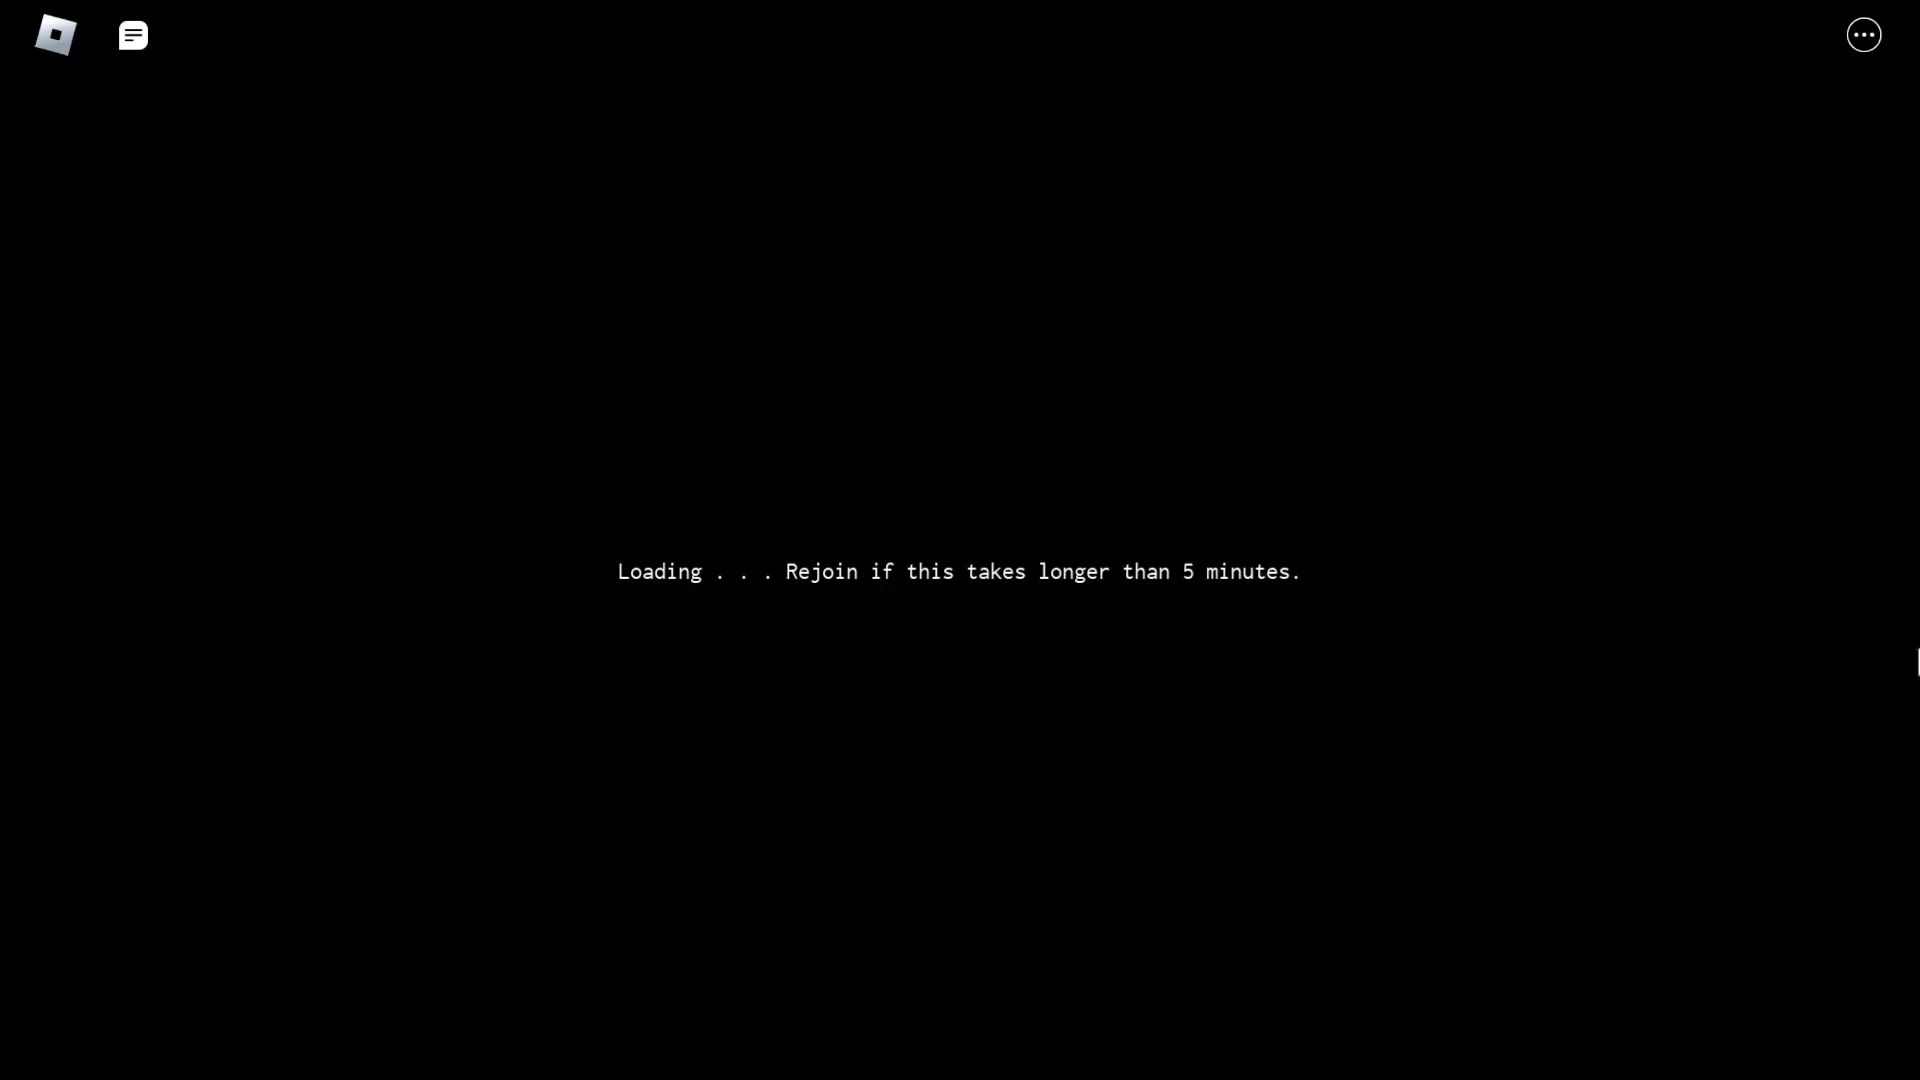 Loading . . . Rejoin if this takes longer than 5 minutes.